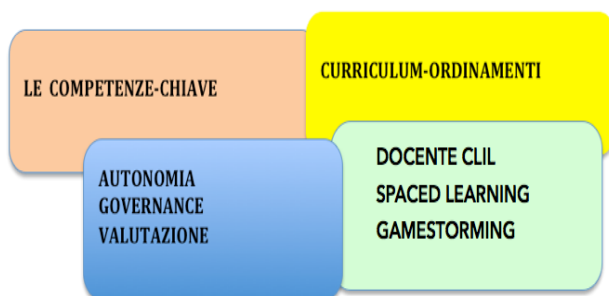 LE COMPETENZE-CHIAVE
CURRICULUM-ORDINAMENTI
AUTONOMIA
GOVERNANCE
VALUTAZIONE
DOCENTE CLIL
SPACED LEARNING
GAMESTORMING